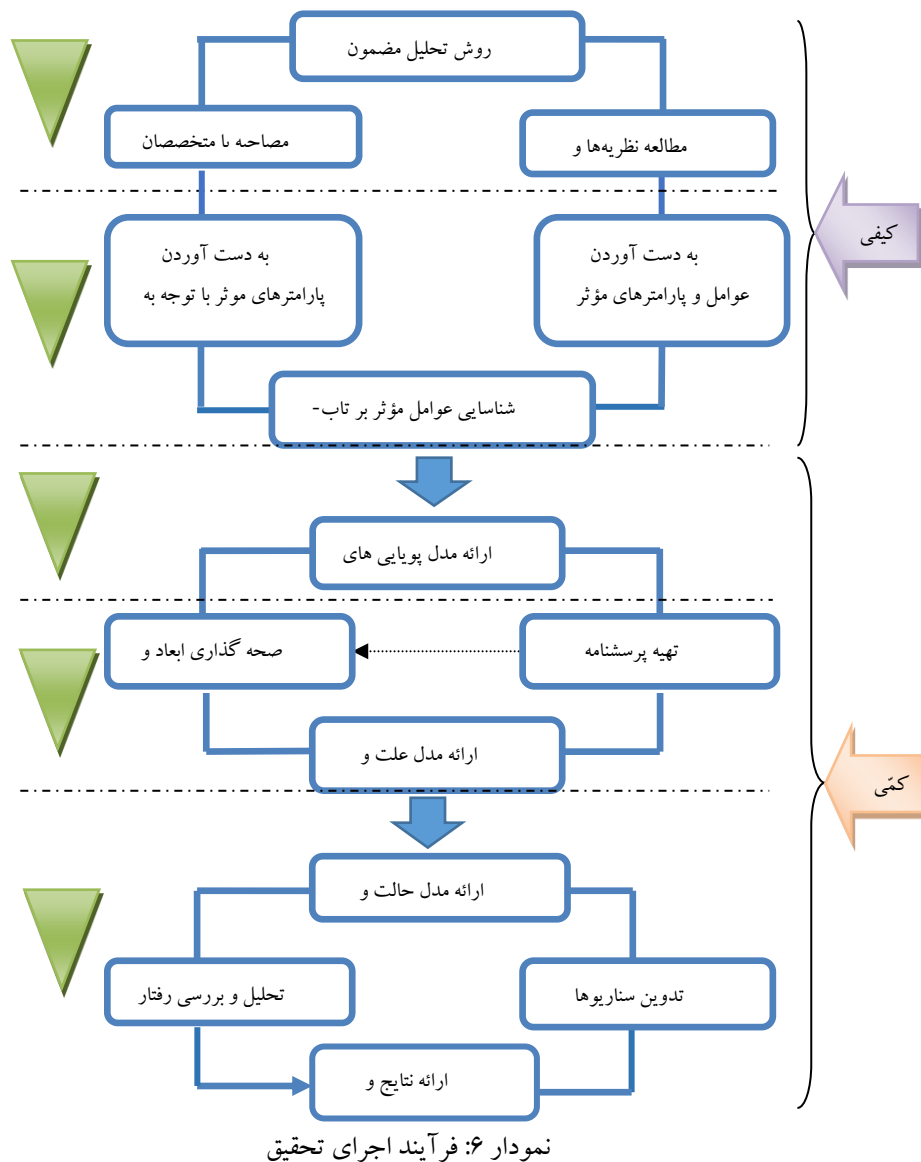 روش تحلیل مضمون
مطالعه نظریه‌ها و
مصاحبه با متخصصان
کیفی
به دست آوردن
عوامل و پارامترهای مؤثر
به دست آوردن
پارامترهای موثر با توجه به
شناسایی عوامل مؤثر بر تاب-
ارائه مدل پویایی های
تهیه پرسشنامه
صحه گذاری ابعاد و
ارائه مدل علت و
کمّی
ارائه مدل حالت و
تدوین سناریوها
تحلیل و بررسی رفتار
ارائه نتایج و
نمودار ۶: فرآیند اجرای تحقیق